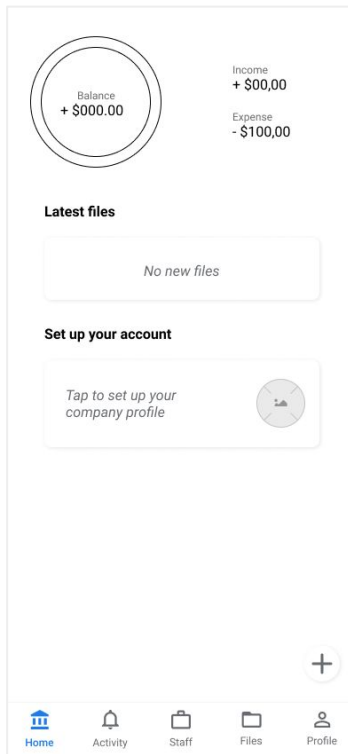 Balance
+ $000.00
Income
+ $00,00
Expense
- $100,00
Latest files
No new files
Set up your account
Tap to set up your
company profile
Home
Activity
Staff
Files
Profile